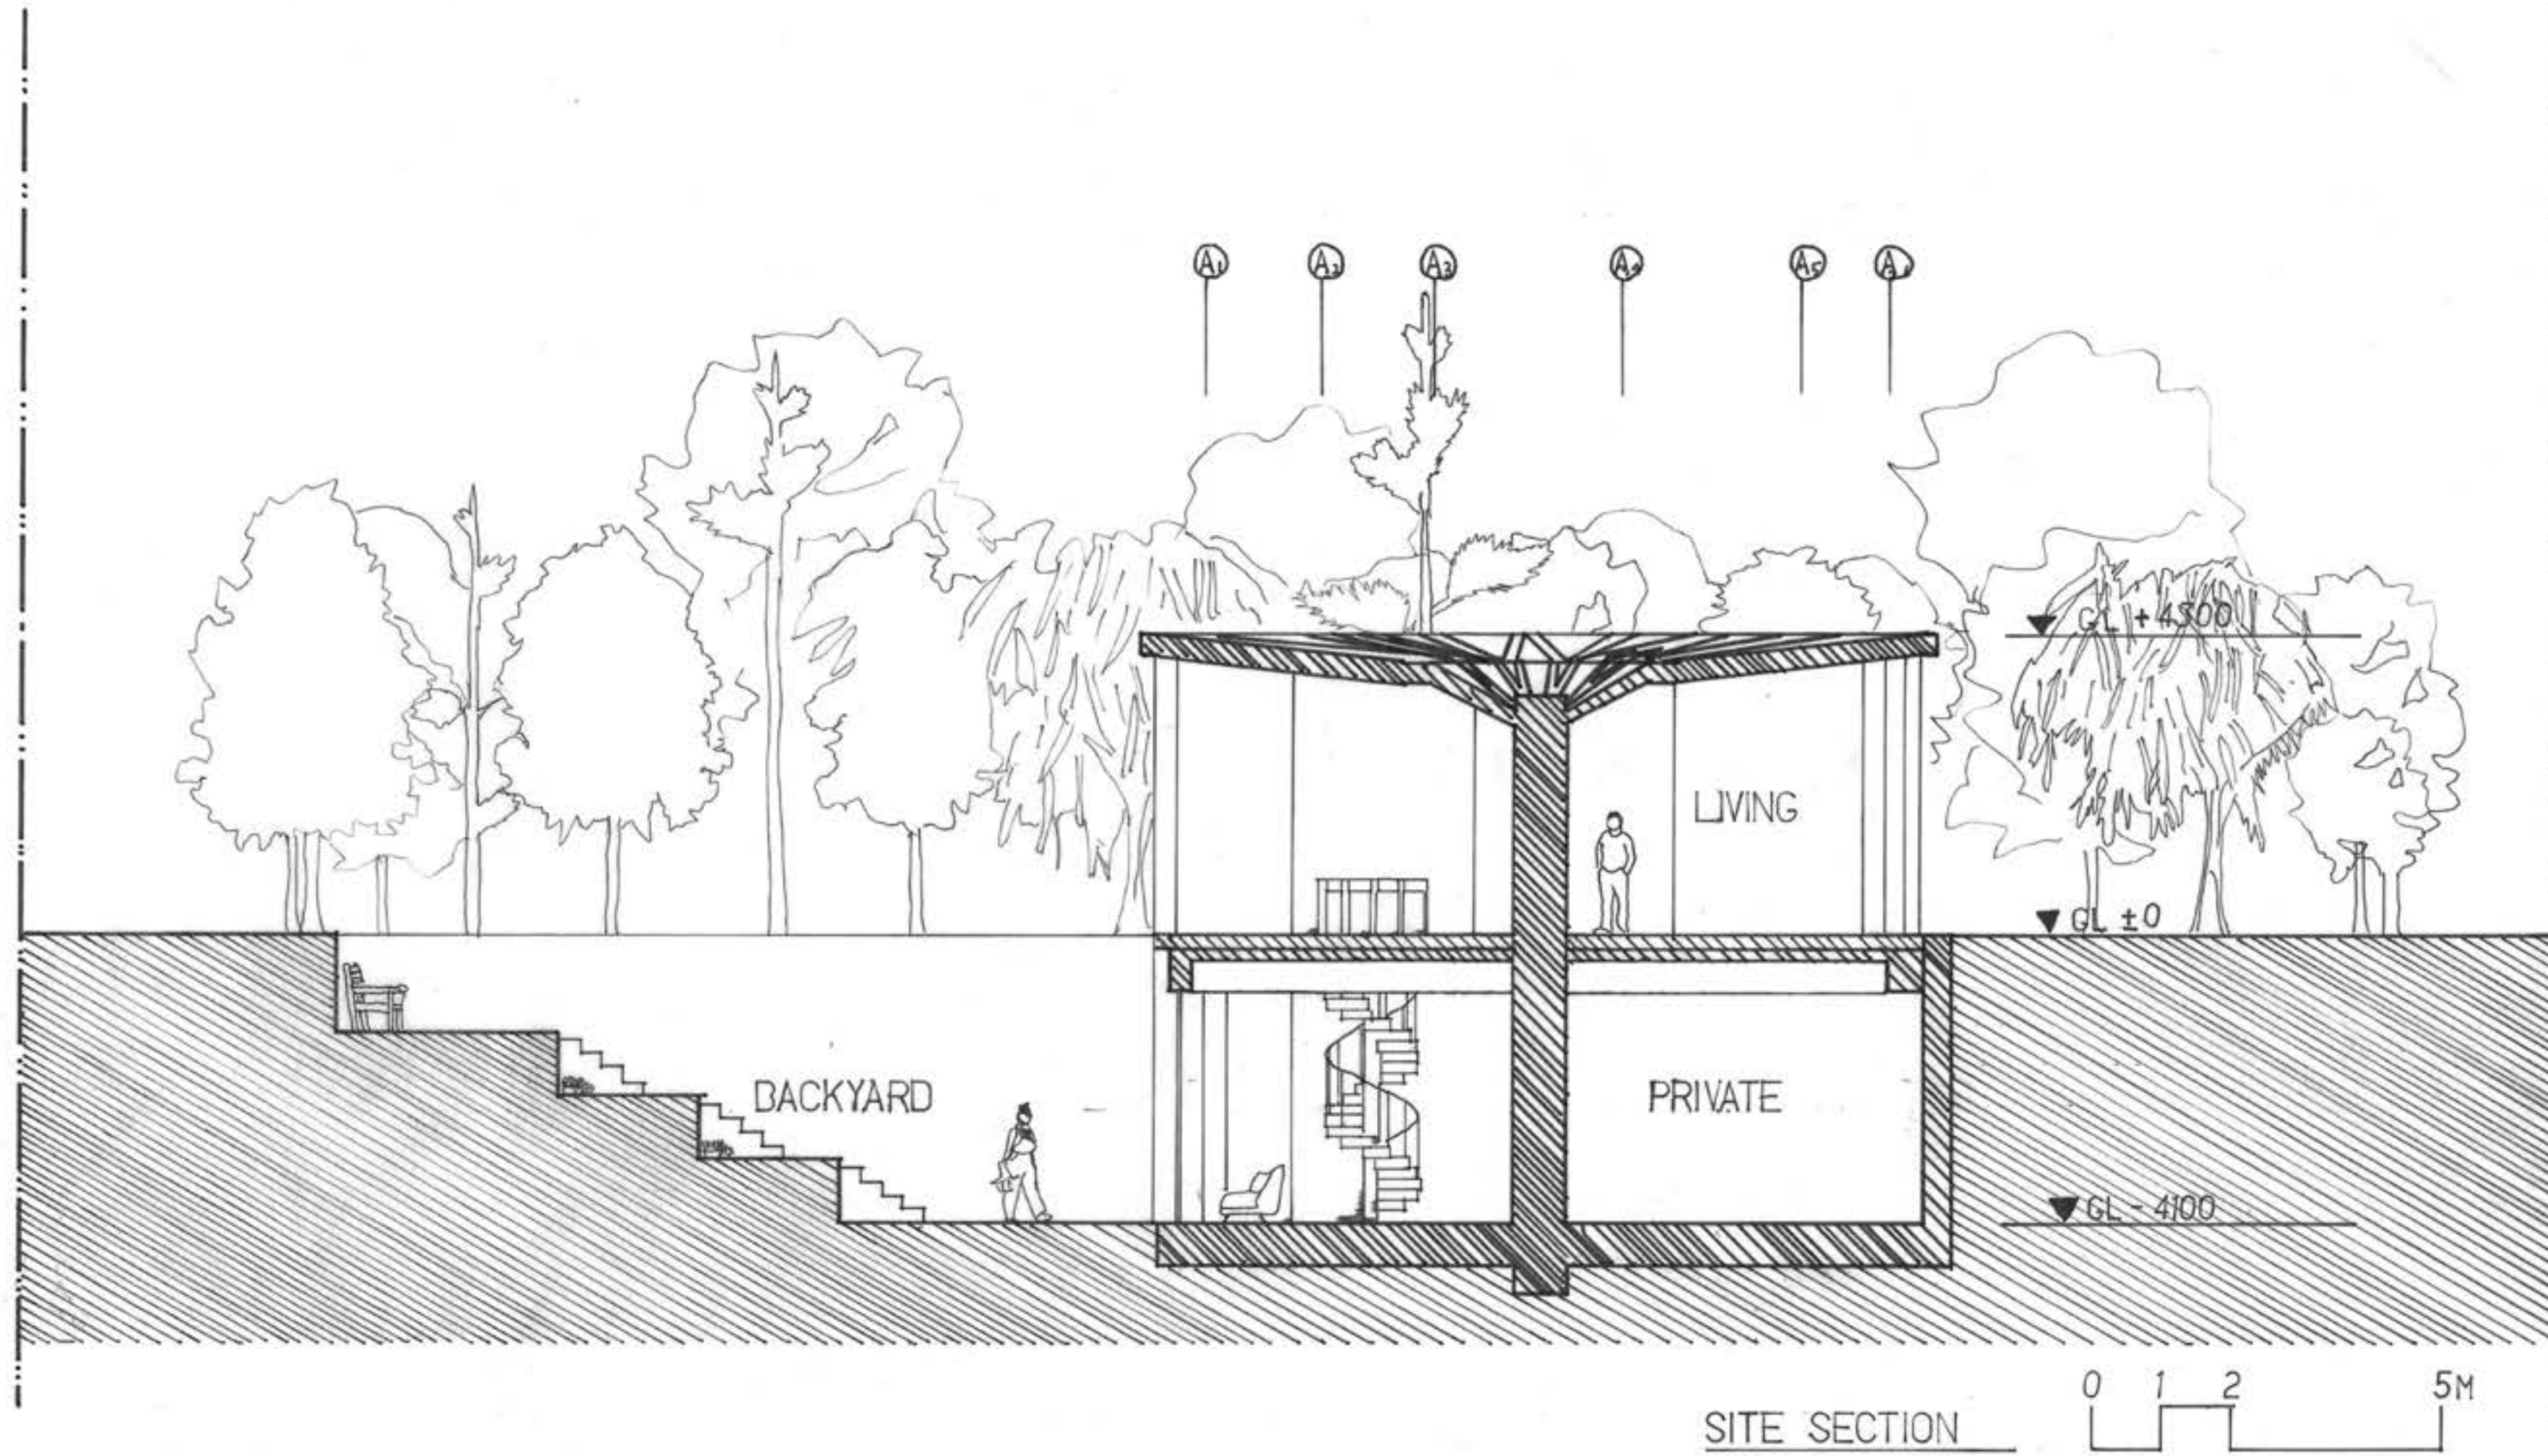 A1 A2 A3 A4 A5
GL + 4500
LIVING
GL ±0
BACKYARD
PRIVATE
GL - 4100
0 1 2 5M
SITE SECTION